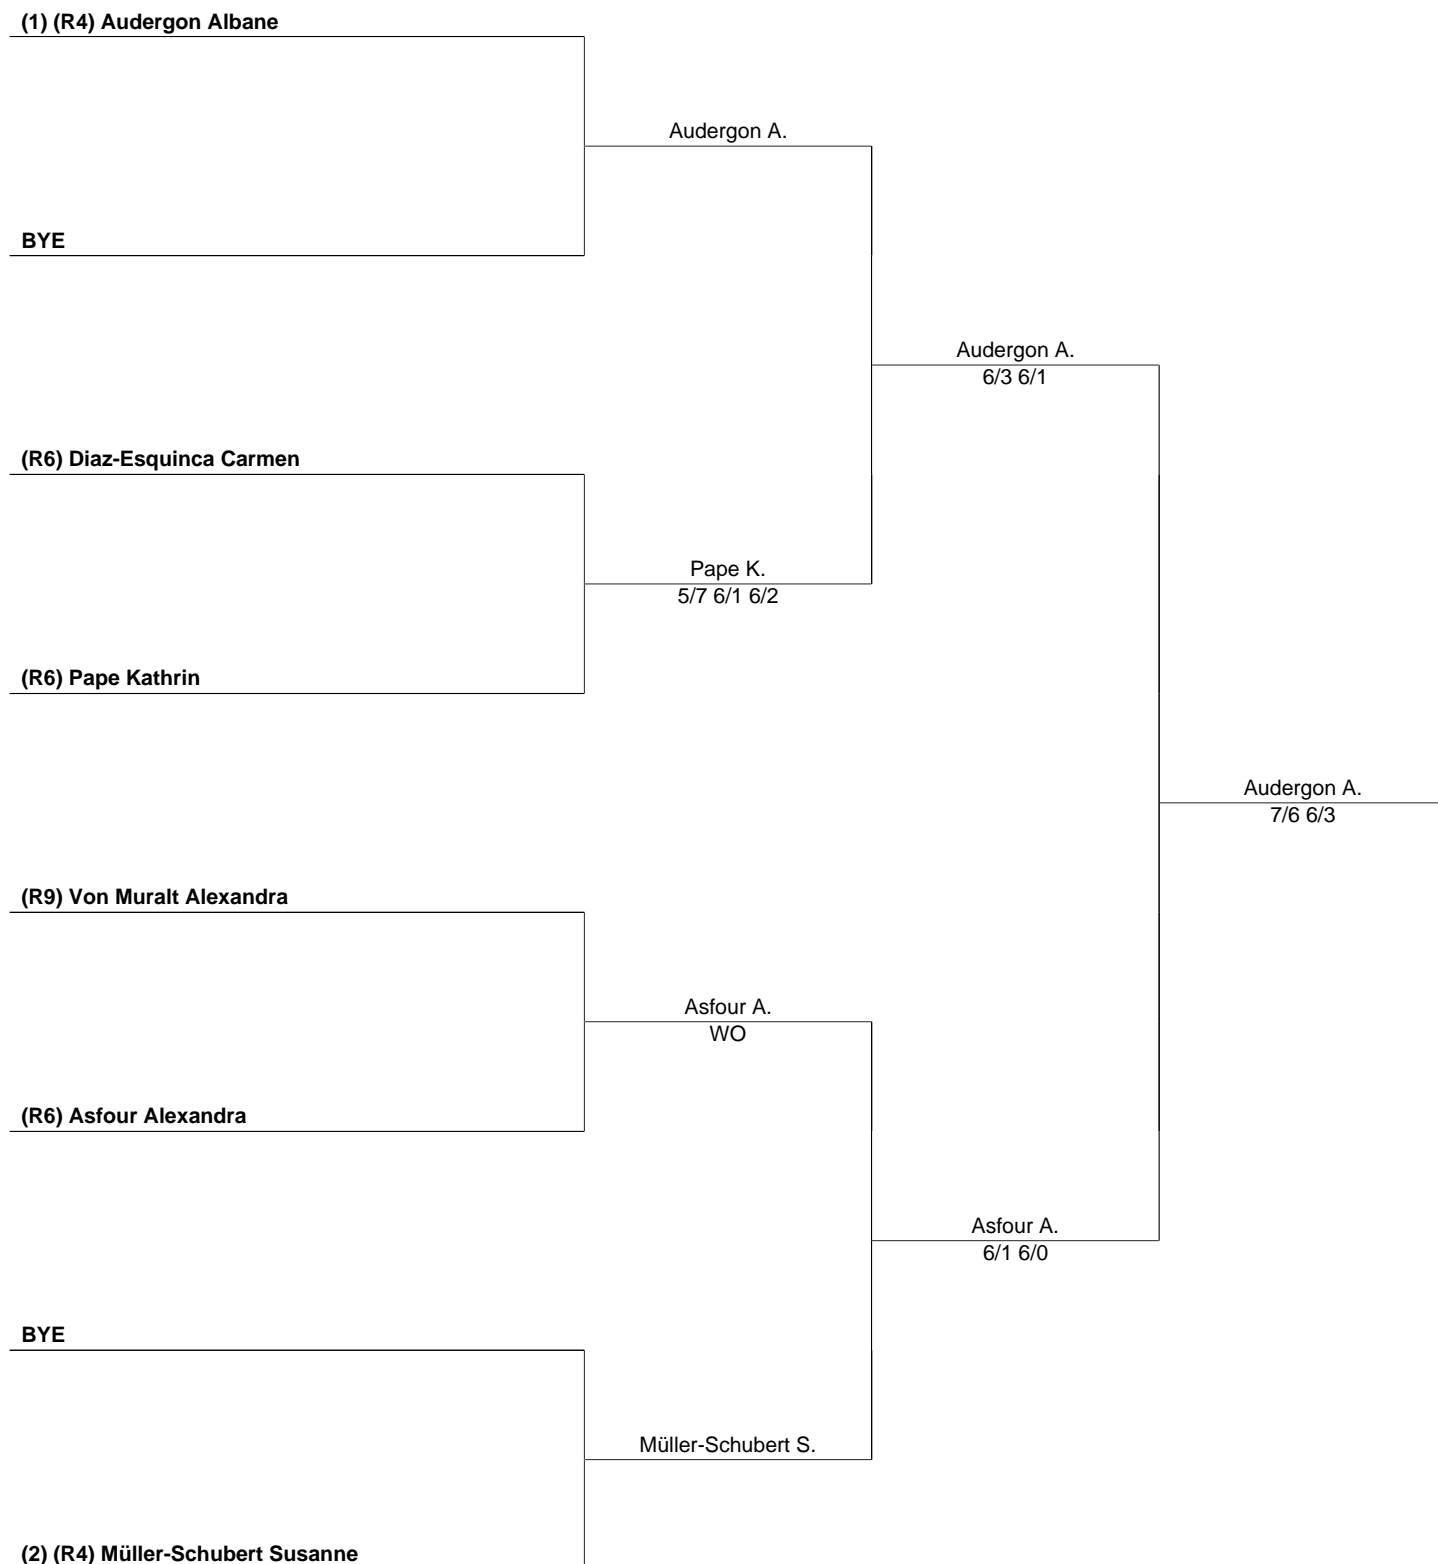 (1) (R4) Audergon Albane
Audergon A.
BYE
Audergon A.
6/3 6/1
(R6) Diaz-Esquinca Carmen
Pape K.
5/7 6/1 6/2
(R6) Pape Kathrin
Audergon A.
7/6 6/3
(R9) Von Muralt Alexandra
Asfour A.
WO
(R6) Asfour Alexandra
Asfour A.
6/1 6/0
BYE
Müller-Schubert S.
(2) (R4) Müller-Schubert Susanne